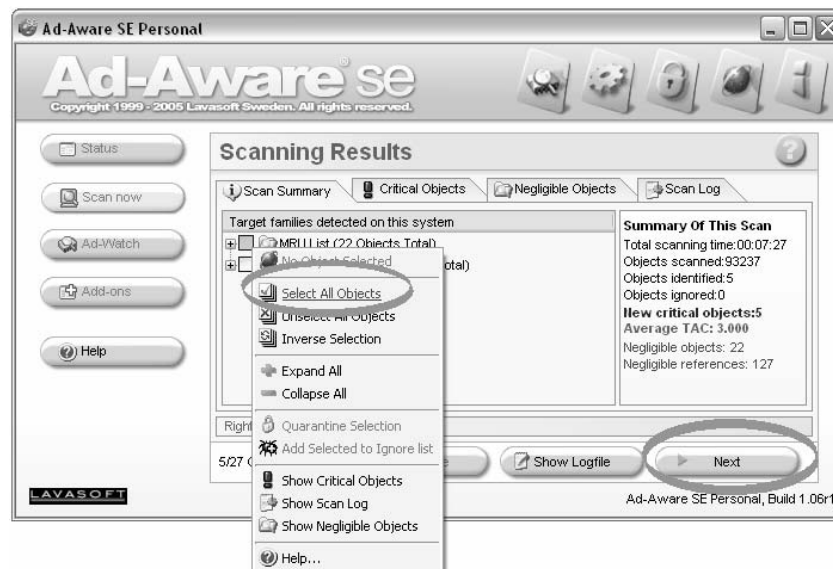 Ad-Aware SE Personal
Ad-Aware SE
Copyright 1999 - 2005 Lavasoft Sweden. All rights reserved.
Status
Scan now
Ad-Watch
Add-ons
Help
Scanning Results
Scan Summary
Critical Objects
Negligible Objects
Scan Log
Target families detected on this system
MRU List (22 Objects Total)
otal)
No Object Selected
Select All Objects
Unselect All Objects
Inverse Selection
Expand All
Collapse All
Quarantine Selection
Add Selected to Ignore list
Show Critical Objects
Show Scan Log
Show Negligible Objects
Help...
Summary Of This Scan
Total scanning time:00:07:27
Objects scanned:93237
Objects identified:5
Objects ignored:0
New critical objects:5
Average TAC: 3.000
Negligible objects: 22
Negligible references: 127
Right
5/27
Show Logfile
Next
LAVASOFT
Ad-Aware SE Personal, Build 1.06r1